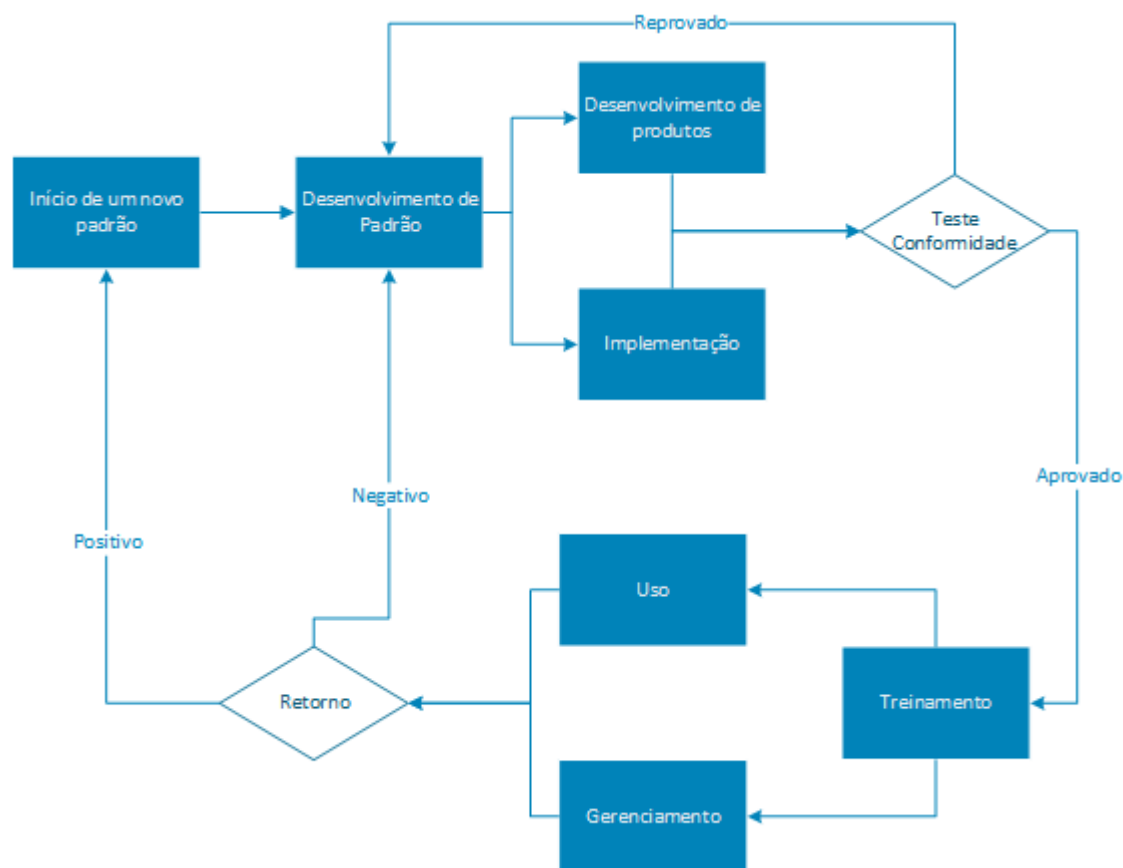 Reprovado
Desenvolvimento de
produtos
Início de um novo
padrão
Desenvolvimento de
Padrão
Teste
Conformidade
Implementação
Aprovado
Negativo
Positivo
Uso
Retorno
Treinamento
Gerenciamento